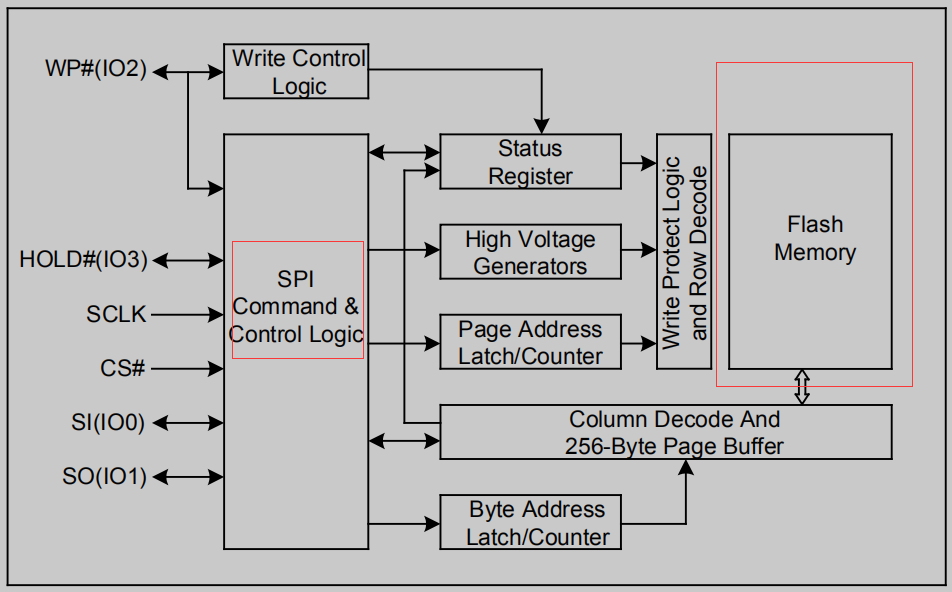 WP#(IO2)
Write Control
Logic
Status
Register
HOLD#(IO3)
SCLK
CS#
SI(IO0)
SO(IO1)
SPI
Command &
Control Logic
High Voltage
Generators
Page Address
Latch/Counter
Write Protect Logic
and Row Decode
Flash
Memory
Column Decode And
256-Byte Page Buffer
Byte Address
Latch/Counter